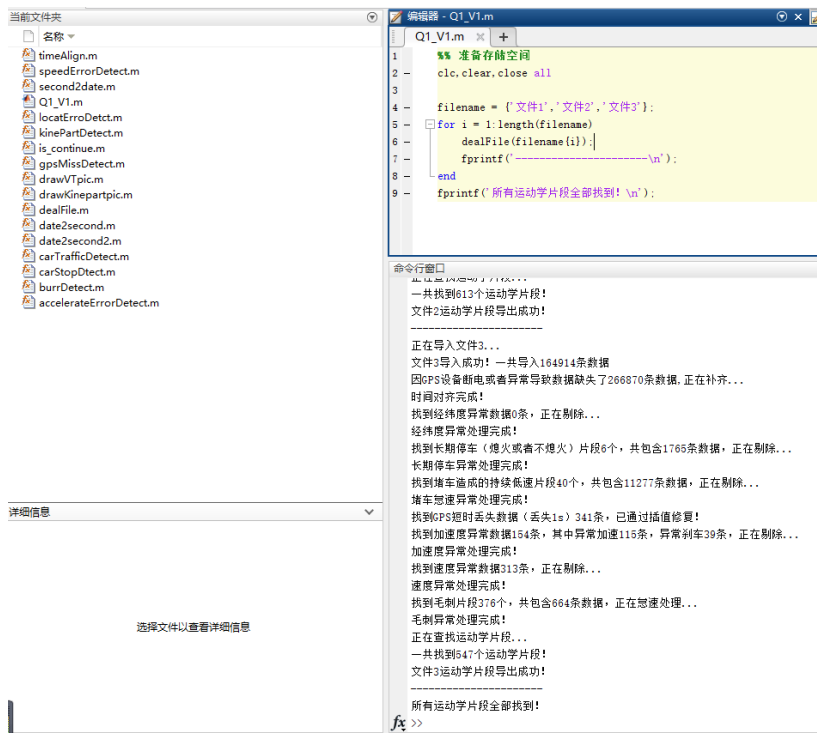 当前文件夹
名称
timeAlign.m
speedErrorDetect.m
second2date.m
Q1_V1.m
locatErroDetct.m
kinePartDetect.m
is_continue.m
gpsMissDetect.m
drawVTpic.m
drawKinepartpic.m
dealFile.m
date2second.m
date2second2.m
carTrafficDetect.m
carStopDtect.m
burrDetect.m
accelerateErrorDetect.m
详细信息
选择文件以查看详细信息
编辑器 - Q1_V1.m
Q1_V1.m
1 %% 准备存储空间
2 clc,clear,close all
3
4 filename = {'文件1','文件2','文件3'};
5 for i = 1:length(filename)
6 dealFile(filename{i});
7 fprintf('----------------------\n');
8 end
9 fprintf('所有运动学片段全部找到！\n');
命令行窗口
正在查找运动学片段...
一共找到613个运动学片段！
文件2运动学片段导出成功！
----------------------
正在导入文件3...
文件3导入成功！一共导入164914条数据
因GPS设备断电或者异常导致数据缺失了266870条数据,正在补齐...
时间对齐完成！
找到经纬度异常数据0条，正在剔除...
经纬度异常处理完成！
找到长期停车（熄火或者不熄火）片段6个，共包含1765条数据，正在剔除...
长期停车异常处理完成！
找到堵车造成的持续低速片段40个，共包含11277条数据，正在剔除...
堵车怠速异常处理完成！
找到GPS短时丢失数据（丢失1s）341条，已通过插值修复！
找到加速度异常数据154条，其中异常加速115条，异常刹车39条，正在剔除...
加速度异常处理完成！
找到速度异常数据313条，正在剔除...
速度异常处理完成！
找到毛刺片段376个，共包含664条数据，正在怠速处理...
毛刺异常处理完成！
正在查找运动学片段...
一共找到547个运动学片段！
文件3运动学片段导出成功！
----------------------
所有运动学片段全部找到！
fx >>